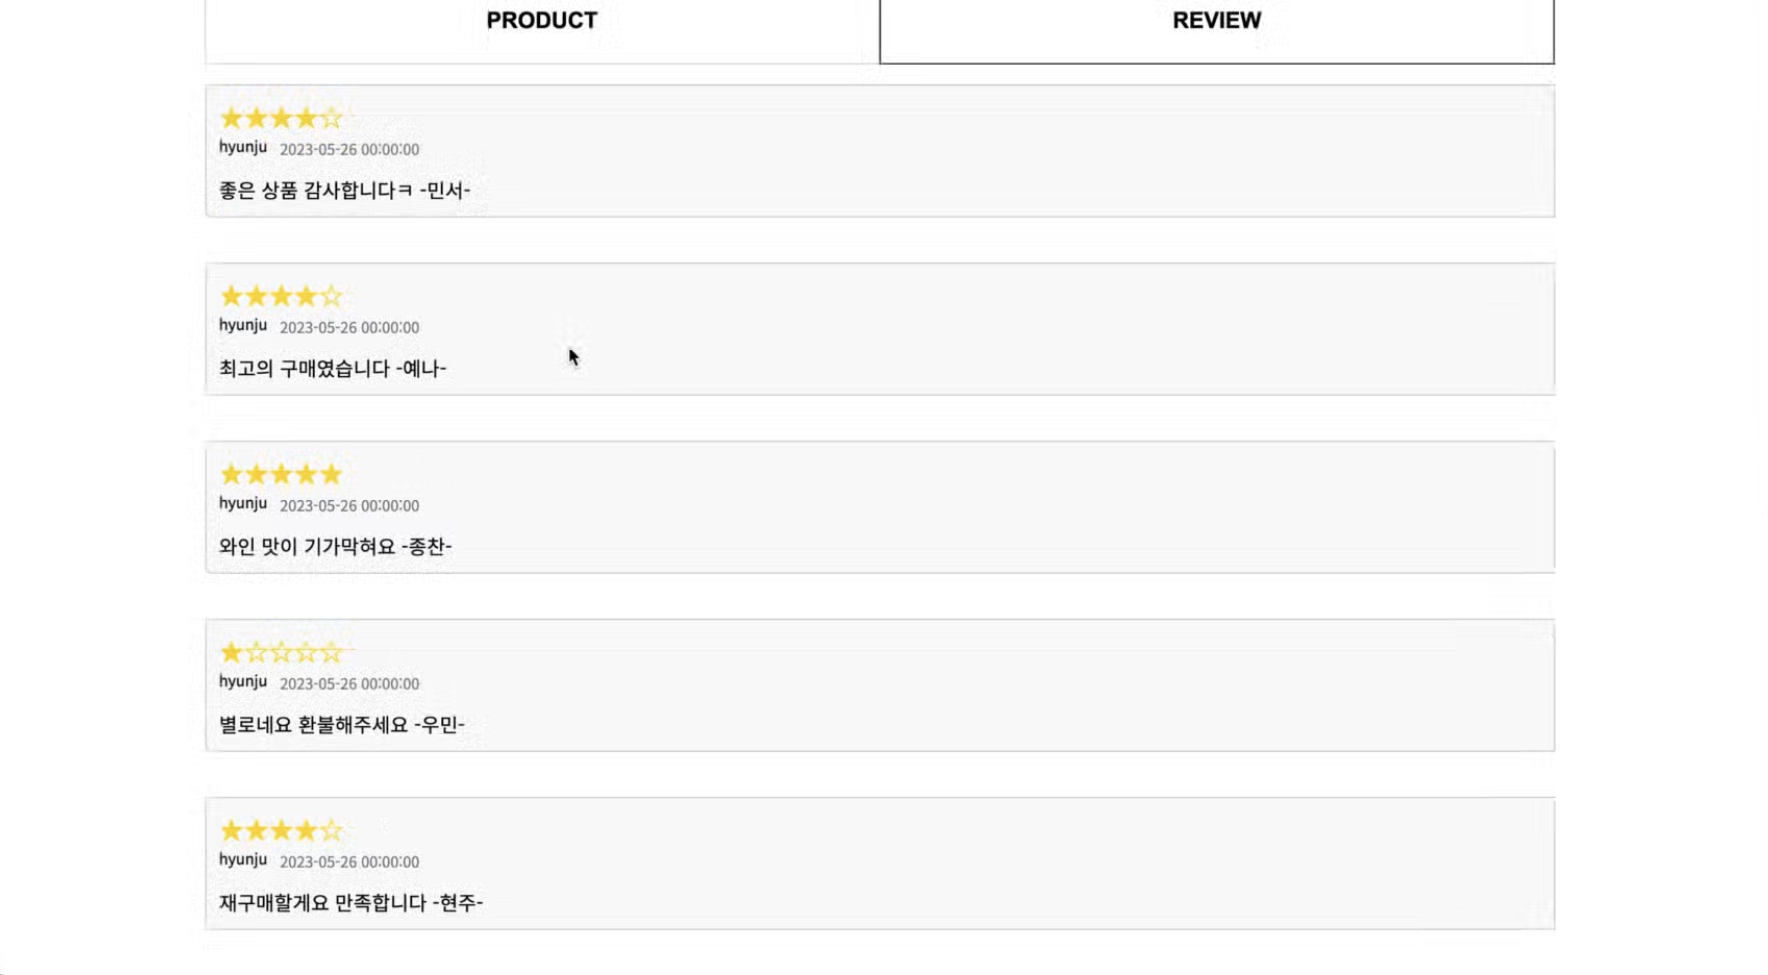 PRODUCT REVIEW
★★★★☆
hyunju 2023-05-26 00:00:00
좋은 상품 감사합니다ㅋ -민서-
★★★★☆
hyunju 2023-05-26 00:00:00
최고의 구매였습니다 -예나-
★★★★★
hyunju 2023-05-26 00:00:00
와인 맛이 기가막혀요 -종찬-
★☆☆☆☆
hyunju 2023-05-26 00:00:00
별로네요 환불해주세요 -우민-
★★★★☆
hyunju 2023-05-26 00:00:00
재구매할게요 만족합니다 -현주-